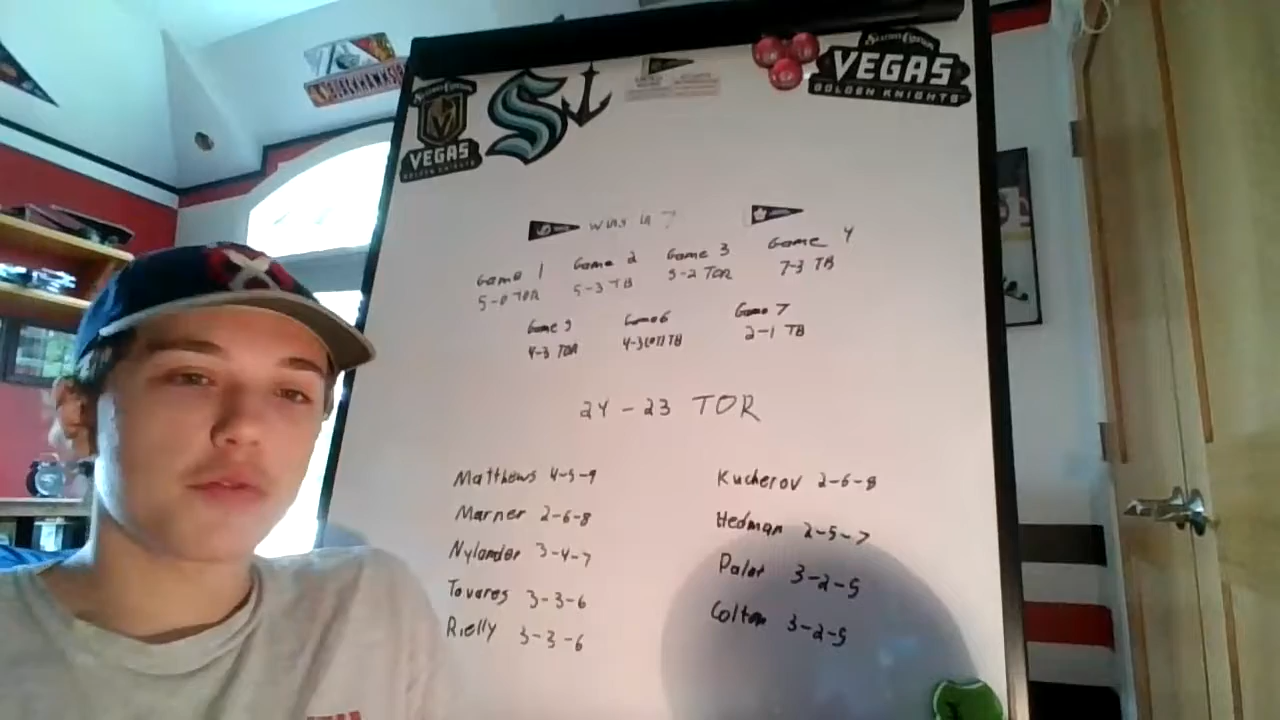 BLACKHAWKS
VEGAS
GOLDEN KNIGHTS
VEGAS
GOLDEN KNIGHTS
wins in 7
Game 1 Game 2 Game 3 Game 4
5-0 TOR 5-3 TB 5-2 TOR 7-3 TB
Game 5 Game 6 Game 7
4-3 TOR 4-3(OT) TB 2-1 TB
24-23 TOR
Matthews 4-5-9 Kucherov 2-6-8
Marner 2-6-8 Hedman 2-5-7
Nylander 3-4-7 Palat 3-2-5
Tavares 3-3-6 Colton 3-2-5
Rielly 3-3-6